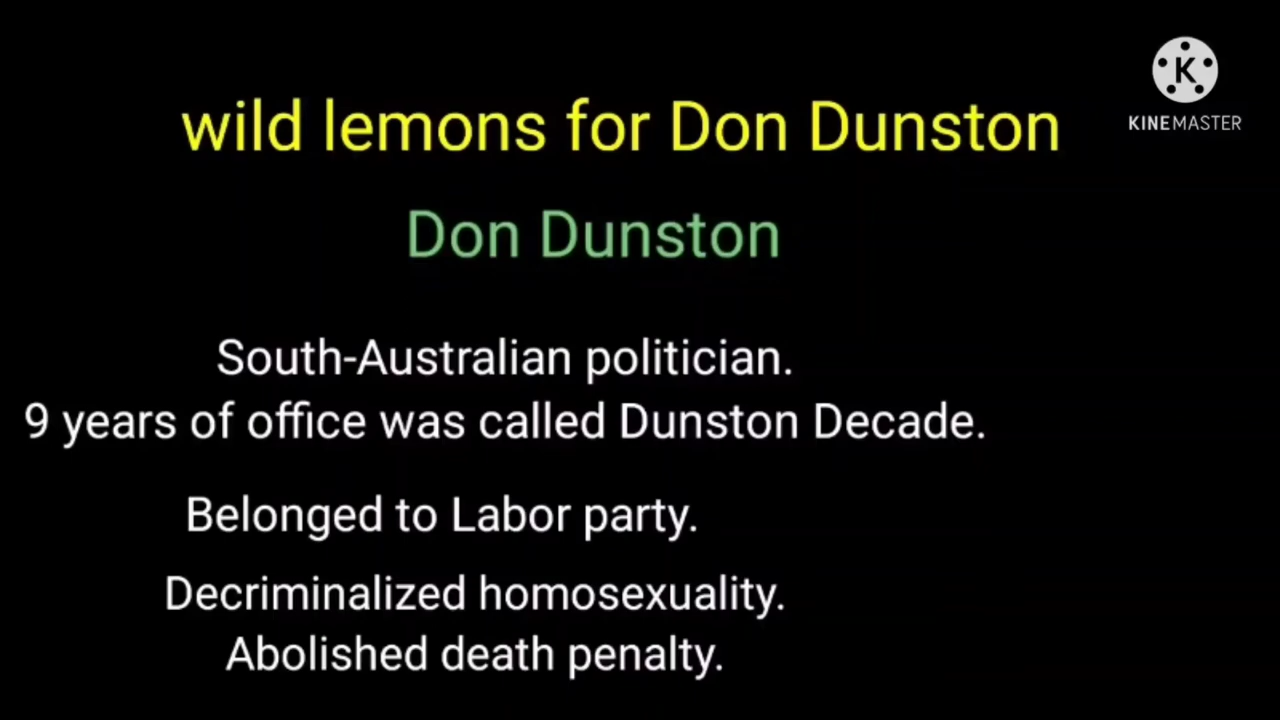 wild lemons for Don Dunston
K
KINEMASTER
Don Dunston
South-Australian politician.
9 years of office was called Dunston Decade.
Belonged to Labor party.
Decriminalized homosexuality.
Abolished death penalty.